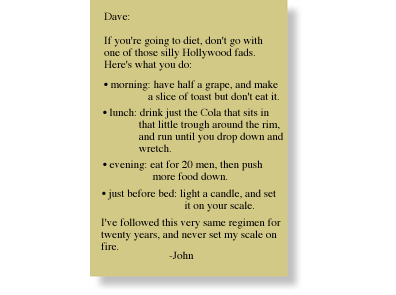 Dave:
If you're going to diet, don't go with
one of those silly Hollywood fads.
Here's what you do:
• morning: have half a grape, and make
a slice of toast but don't eat it.
• lunch: drink just the Cola that sits in
that little trough around the rim,
and run until you drop down and
wretch.
• evening: eat for 20 men, then push
more food down.
• just before bed: light a candle, and set
it on your scale.
I've followed this very same regimen for
twenty years, and never set my scale on
fire.
-John